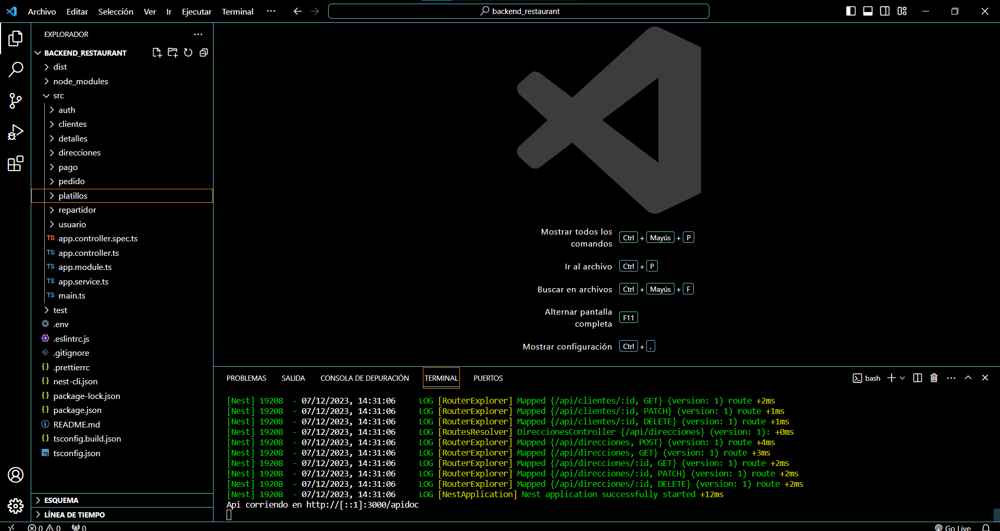 Archivo Editar Selección Ver Ir Ejecutar Terminal ··· backend_restaurant
EXPLORADOR
BACKEND_RESTAURANT
dist
node_modules
src
auth
clientes
detalles
direcciones
pago
pedido
platillos
repartidor
usuario
TS app.controller.spec.ts
TS app.controller.ts
TS app.module.ts
TS app.service.ts
TS main.ts
test
.env
.eslintrc.js
.gitignore
{} .prettierrc
{} nest-cli.json
{} package-lock.json
{} package.json
README.md
{} tsconfig.build.json
TS tsconfig.json
ESQUEMA
LÍNEA DE TIEMPO
Mostrar todos los
comandos Ctrl + Mayús + P
Ir al archivo Ctrl + P
Buscar en archivos Ctrl + Mayús + F
Alternar pantalla
completa F11
Mostrar configuración Ctrl + ,
PROBLEMAS SALIDA CONSOLA DE DEPURACIÓN TERMINAL PUERTOS bash
[Nest] 19208  - 07/12/2023, 14:31:06     LOG [RouterExplorer] Mapped {/api/clientes/:id, GET} (version: 1) route +2ms
[Nest] 19208  - 07/12/2023, 14:31:06     LOG [RouterExplorer] Mapped {/api/clientes/:id, PATCH} (version: 1) route +1ms
[Nest] 19208  - 07/12/2023, 14:31:06     LOG [RouterExplorer] Mapped {/api/clientes/:id, DELETE} (version: 1) route +1ms
[Nest] 19208  - 07/12/2023, 14:31:06     LOG [RoutesResolver] DireccionesController {/api/direcciones} (version: 1): +0ms
[Nest] 19208  - 07/12/2023, 14:31:06     LOG [RouterExplorer] Mapped {/api/direcciones, POST} (version: 1) route +4ms
[Nest] 19208  - 07/12/2023, 14:31:06     LOG [RouterExplorer] Mapped {/api/direcciones, GET} (version: 1) route +3ms
[Nest] 19208  - 07/12/2023, 14:31:06     LOG [RouterExplorer] Mapped {/api/direcciones/:id, GET} (version: 1) route +2ms
[Nest] 19208  - 07/12/2023, 14:31:06     LOG [RouterExplorer] Mapped {/api/direcciones/:id, PATCH} (version: 1) route +2ms
[Nest] 19208  - 07/12/2023, 14:31:06     LOG [RouterExplorer] Mapped {/api/direcciones/:id, DELETE} (version: 1) route +2ms
[Nest] 19208  - 07/12/2023, 14:31:06     LOG [NestApplication] Nest application successfully started +12ms
Api corriendo en http://[::1]:3000/apidoc
0 0 0 Go Live